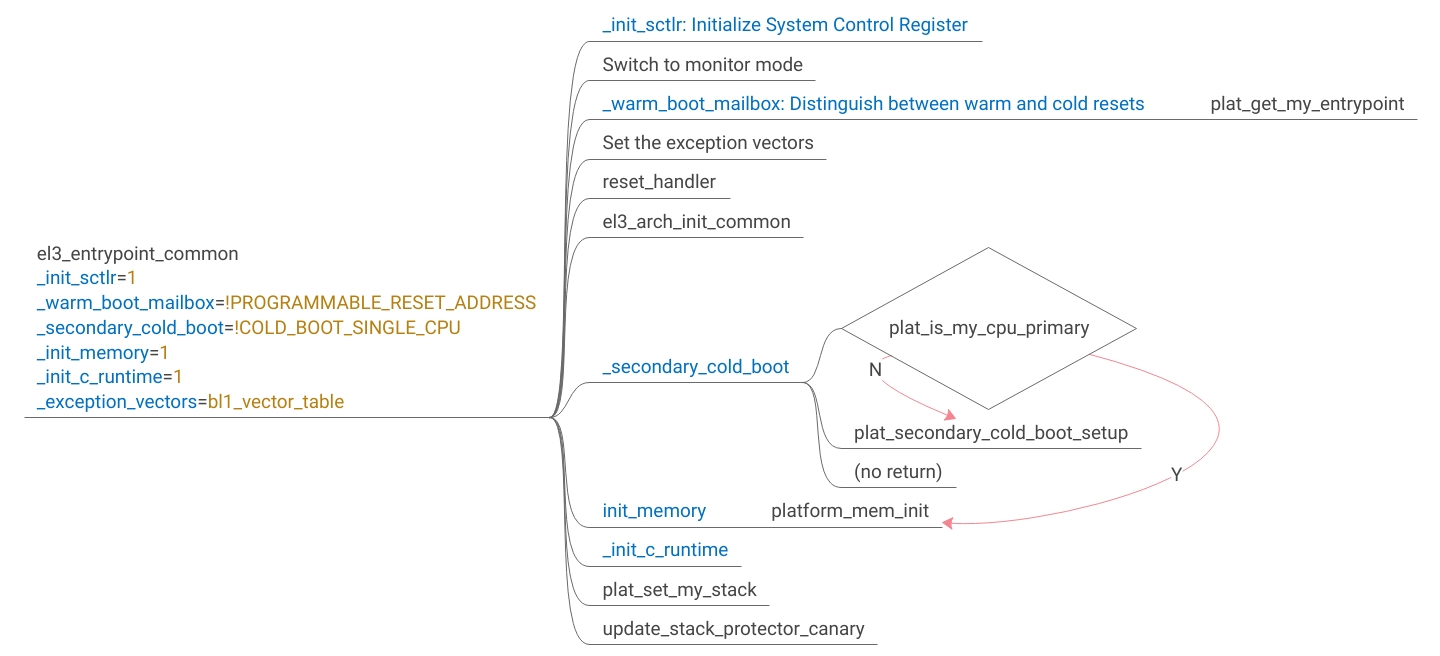 _init_sctlr: Initialize System Control Register
Switch to monitor mode
_warm_boot_mailbox: Distinguish between warm and cold resets
plat_get_my_entrypoint
Set the exception vectors
reset_handler
el3_arch_init_common
el3_entrypoint_common
_init_sctlr=1
_warm_boot_mailbox=!PROGRAMMABLE_RESET_ADDRESS
_secondary_cold_boot=!COLD_BOOT_SINGLE_CPU
_init_memory=1
_init_c_runtime=1
_exception_vectors=bl1_vector_table
_secondary_cold_boot
plat_is_my_cpu_primary
N
plat_secondary_cold_boot_setup
(no return)
Y
init_memory
platform_mem_init
_init_c_runtime
plat_set_my_stack
update_stack_protector_canary